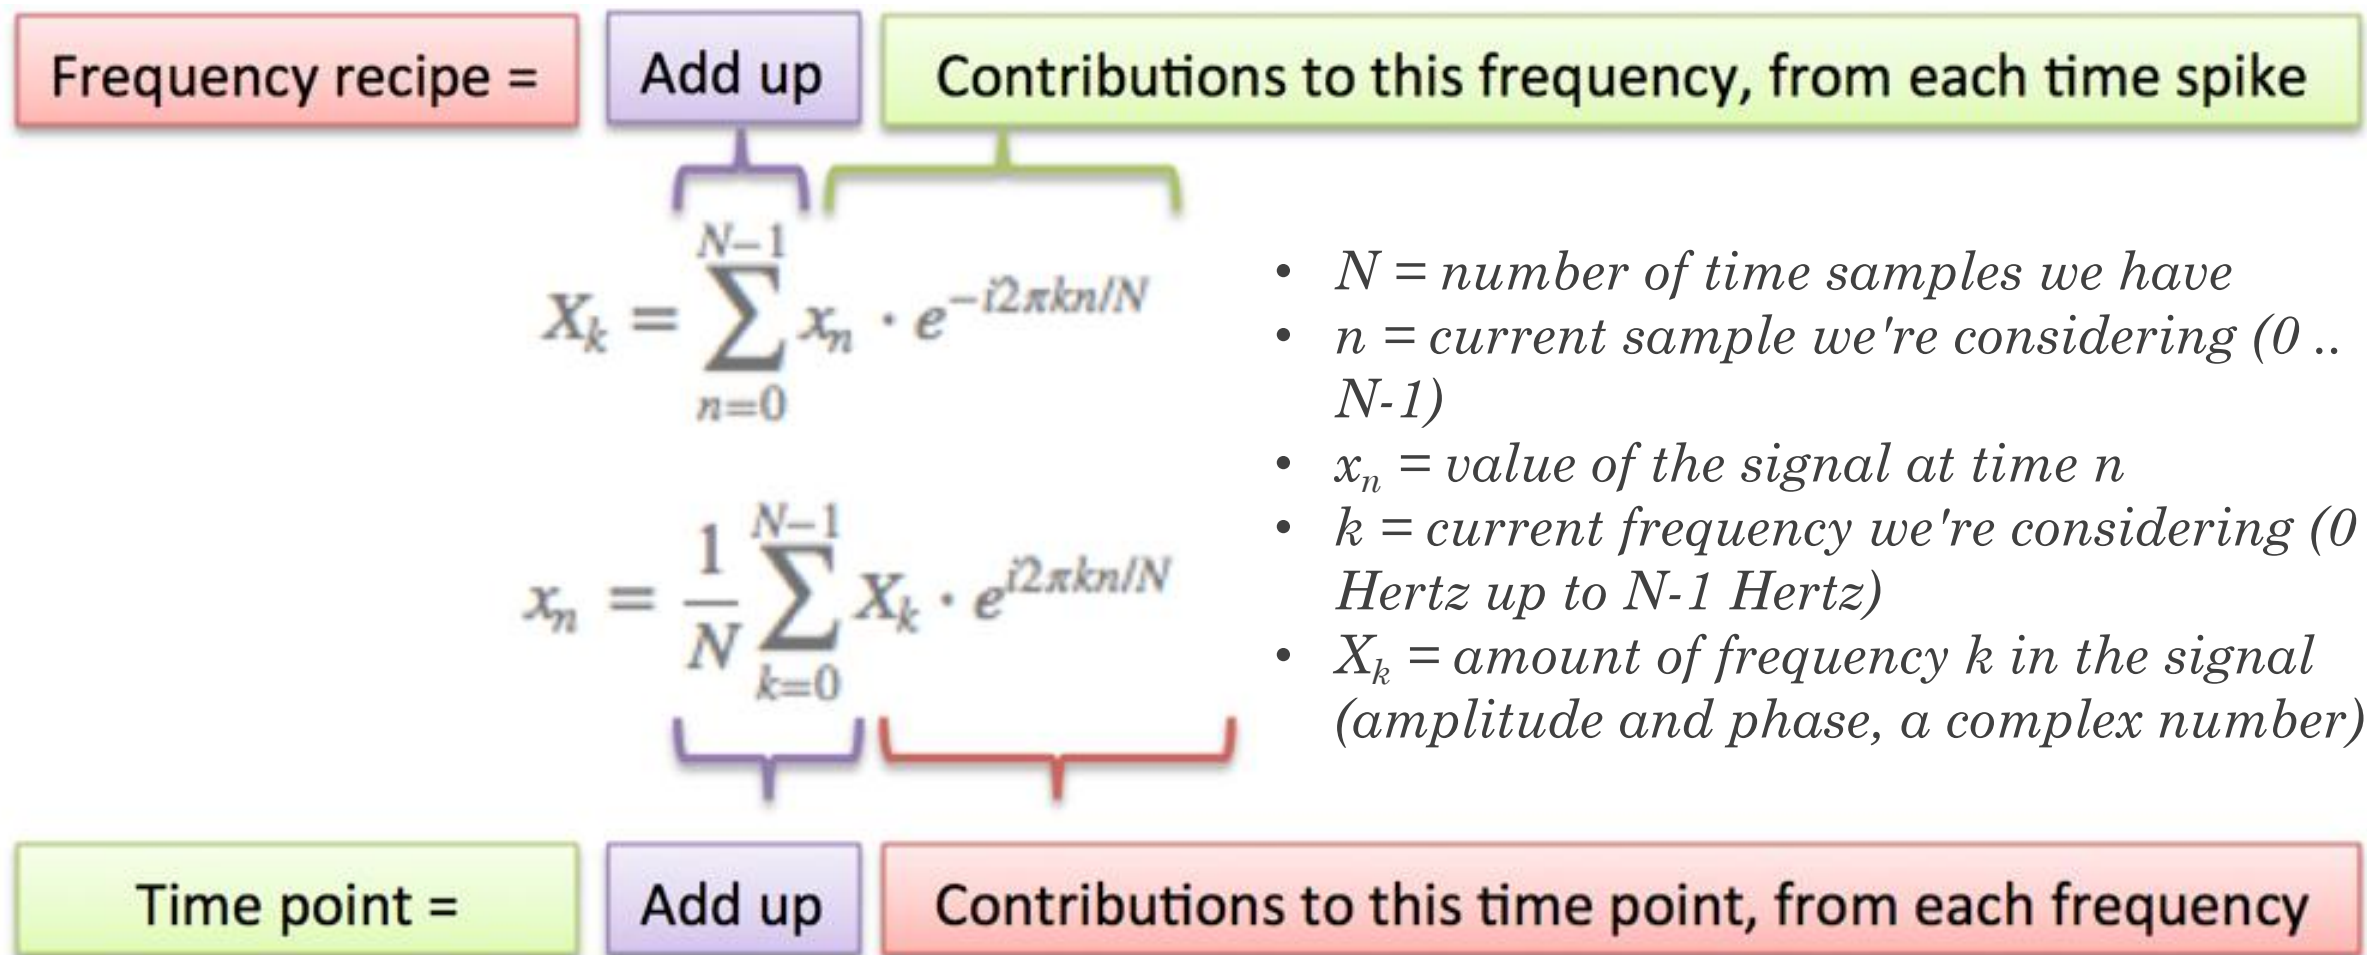 Frequency recipe = Add up Contributions to this frequency, from each time spike
X_k = \sum_{n=0}^{N-1} x_n · e^{-i2πkn/N}
x_n = \frac{1}{N} \sum_{k=0}^{N-1} X_k · e^{i2πkn/N}
• N = number of time samples we have
• n = current sample we're considering (0 ..
N-1)
• x_n = value of the signal at time n
• k = current frequency we're considering (0
Hertz up to N-1 Hertz)
• X_k = amount of frequency k in the signal
(amplitude and phase, a complex number)
Time point = Add up Contributions to this time point, from each frequency